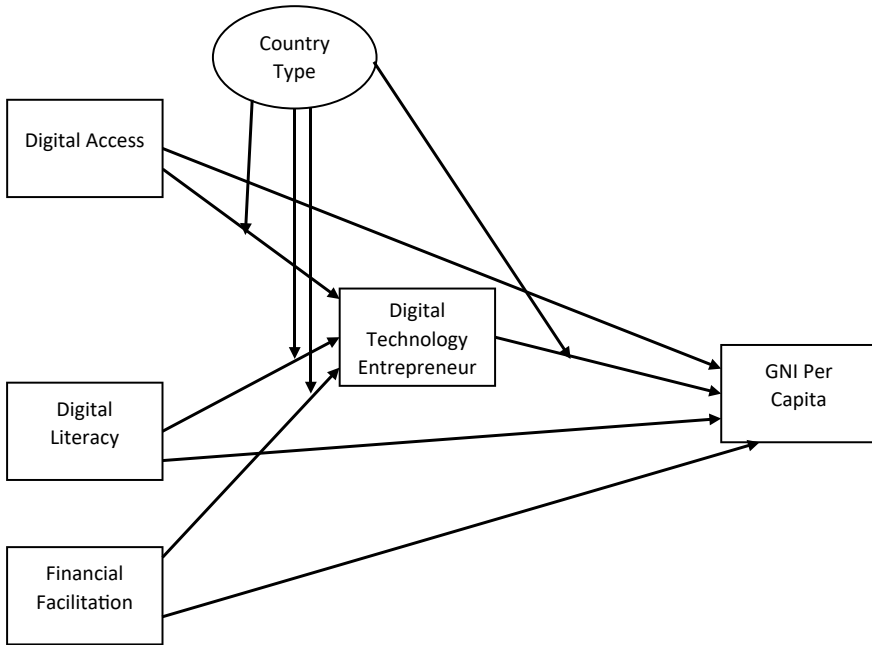 Country
Type
Digital Access
Digital
Technology
Entrepreneur
GNI Per
Capita
Digital
Literacy
Financial
Facilitation